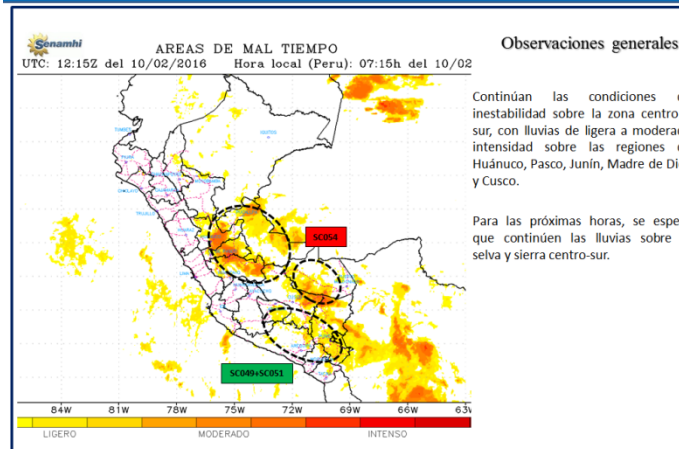 Senamhi
AREAS DE MAL TIEMPO
UTC: 12:15Z del 10/02/2016 Hora local (Peru): 07:15h del 10/02
Observaciones generales
Continúan las condiciones
inestabilidad sobre la zona centro
sur, con lluvias de ligera a moderad
intensidad sobre las regiones
Huánuco, Pasco, Junín, Madre de Di
y Cusco.
Para las próximas horas, se espe
que continúen las lluvias sobre
selva y sierra centro-sur.
SC054
SC049+SC051
84W 81W 78W 75W 72W 69W 66W 63W
LIGERO MODERADO INTENSO